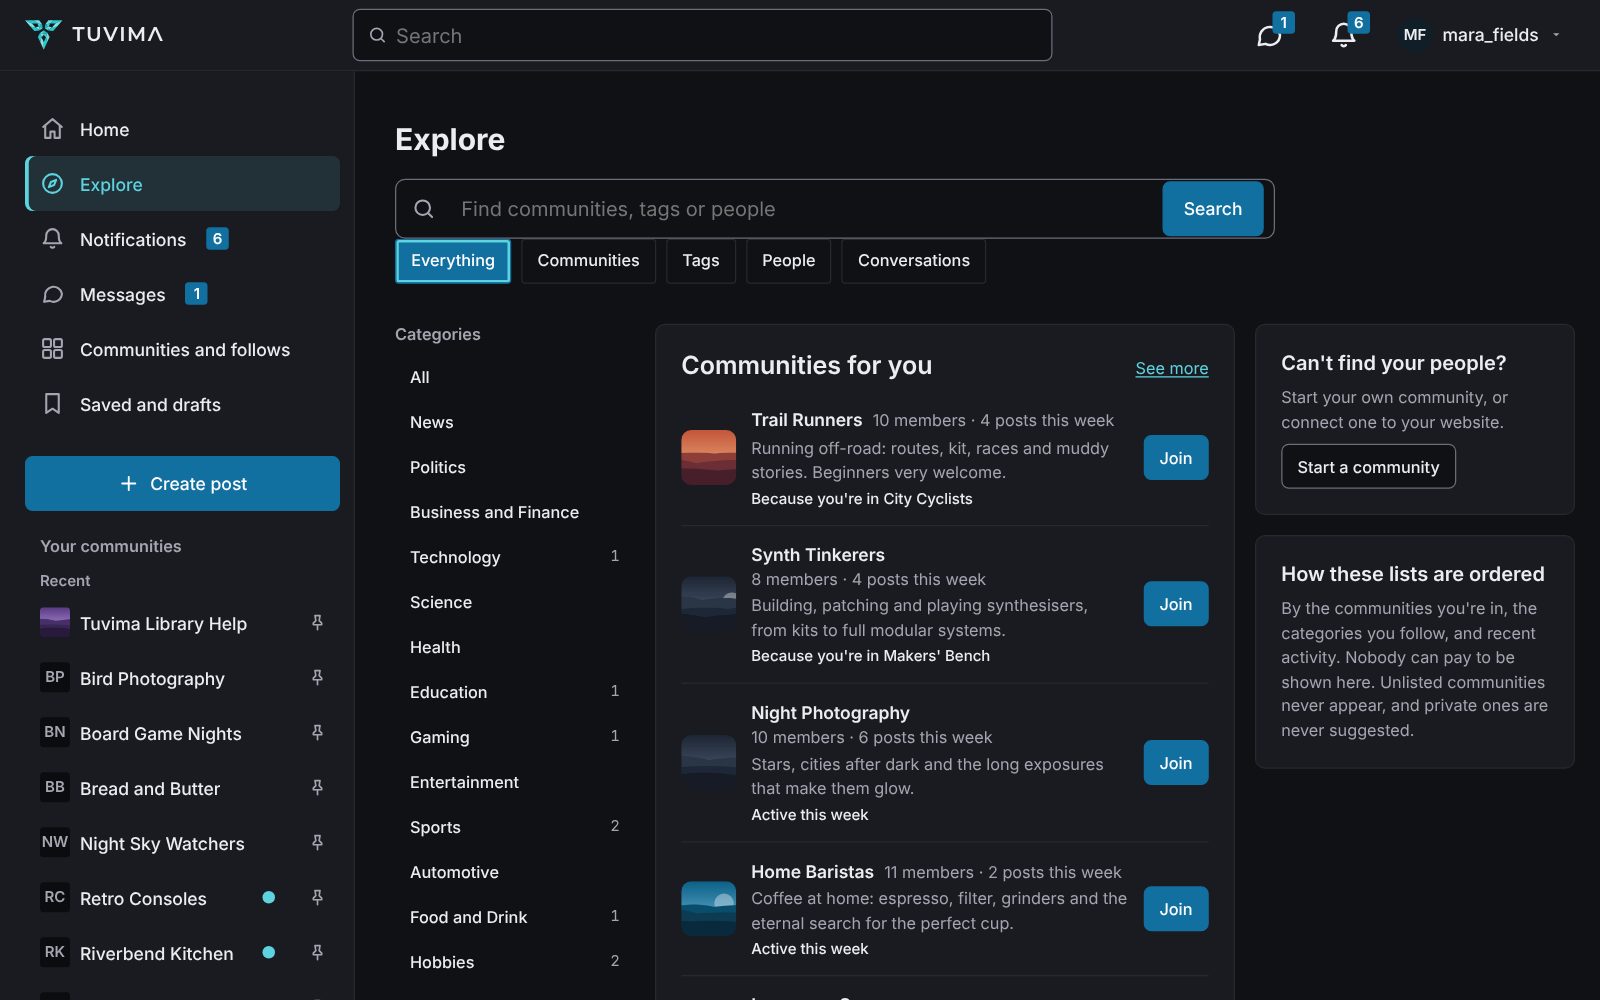 TUVIMA
Search
1
6
MF
mara_fields
Home
Explore
Notifications
6
Messages
1
Communities and follows
Saved and drafts
Create post
Your communities
Recent
Tuvima Library Help
BP
Bird Photography
BN
Board Game Nights
BB
Bread and Butter
NW
Night Sky Watchers
RC
Retro Consoles
RK
Riverbend Kitchen
Explore
Find communities, tags or people
Search
Everything
Communities
Tags
People
Conversations
Categories
All
News
Politics
Business and Finance
Technology 1
Science
Health
Education 1
Gaming 1
Entertainment
Sports 2
Automotive
Food and Drink 1
Hobbies 2
Communities for you
See more
Trail Runners 10 members · 4 posts this week
Running off-road: routes, kit, races and muddy
stories. Beginners very welcome.
Because you're in City Cyclists
Join
Synth Tinkerers
8 members · 4 posts this week
Building, patching and playing synthesisers,
from kits to full modular systems.
Because you're in Makers' Bench
Join
Night Photography
10 members · 6 posts this week
Stars, cities after dark and the long exposures
that make them glow.
Active this week
Join
Home Baristas 11 members · 2 posts this week
Coffee at home: espresso, filter, grinders and the
eternal search for the perfect cup.
Active this week
Join
Can't find your people?
Start your own community, or
connect one to your website.
Start a community
How these lists are ordered
By the communities you're in, the
categories you follow, and recent
activity. Nobody can pay to be
shown here. Unlisted communities
never appear, and private ones are
never suggested.